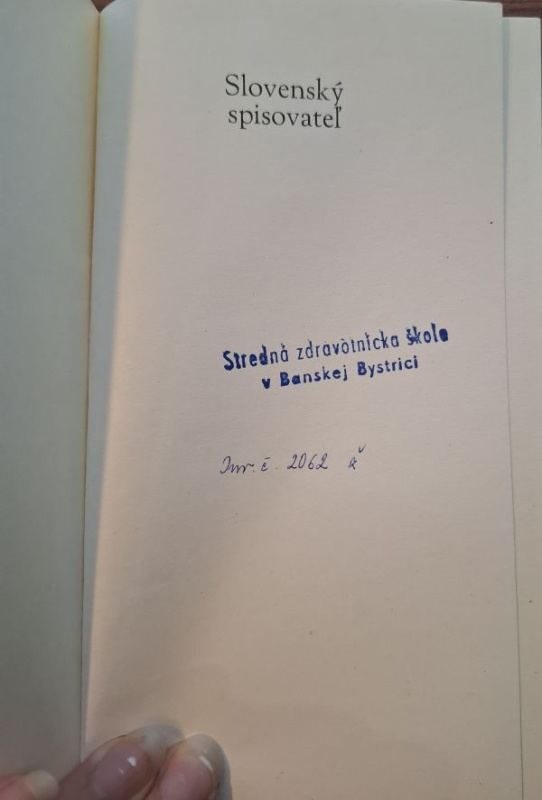 Slovenský
spisovateľ
Stredná zdravotnícka škola
v Banskej Bystrici
Inv. č. 2062